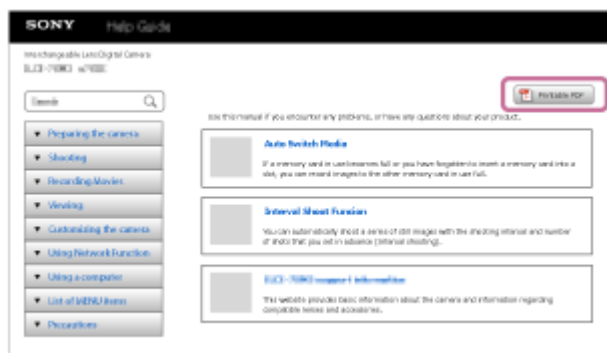 SONY Help Guide
Interchangeable Lens Digital Camera
Search
Printable PDF
Use this manual if you encounter any problems, or have any questions about your product.
Preparing the camera
Shooting
Recording Movies
Viewing
Customizing the camera
Using Network Function
Using a computer
List of MENU items
Precautions
Auto Switch Media
If a memory card in use becomes full or you have forgotten to insert a memory card into a
slot, you can record images to the other memory card in use full.
Interval Shoot Funsion
You can automatically shoot a series of still images with the shooting interval and number
of shots that you set in advance (Interval shooting).
support information
This website provides basic information about the camera and information regarding
compatible lenses and accessories.